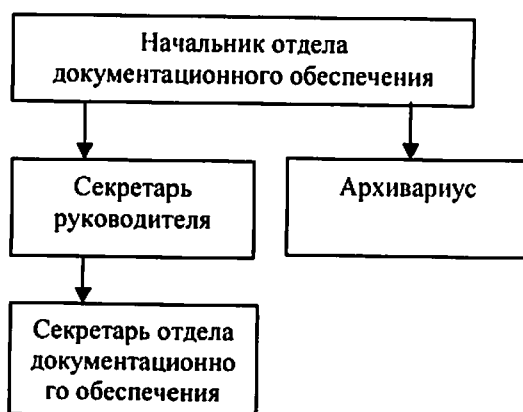 Начальник отдела
документационного обеспечения
Секретарь
руководителя
Архивариус
Секретарь отдела
документационно
го обеспечения